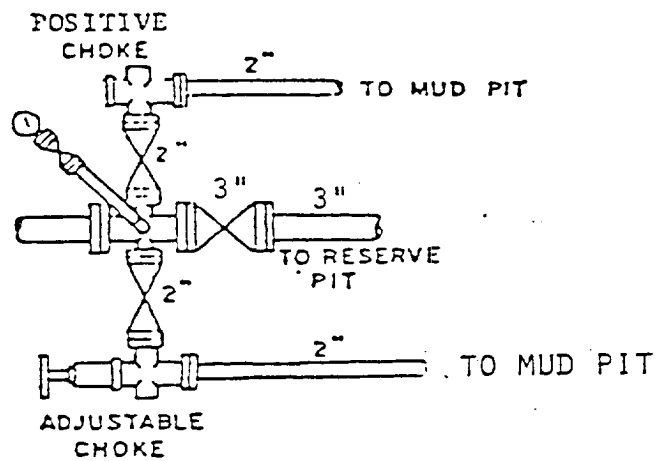 POSITIVE
CHOKE
2"
TO MUD PIT
2"
3"
3"
TO RESERVE
PIT
2"
2"
TO MUD PIT
ADJUSTABLE
CHOKE